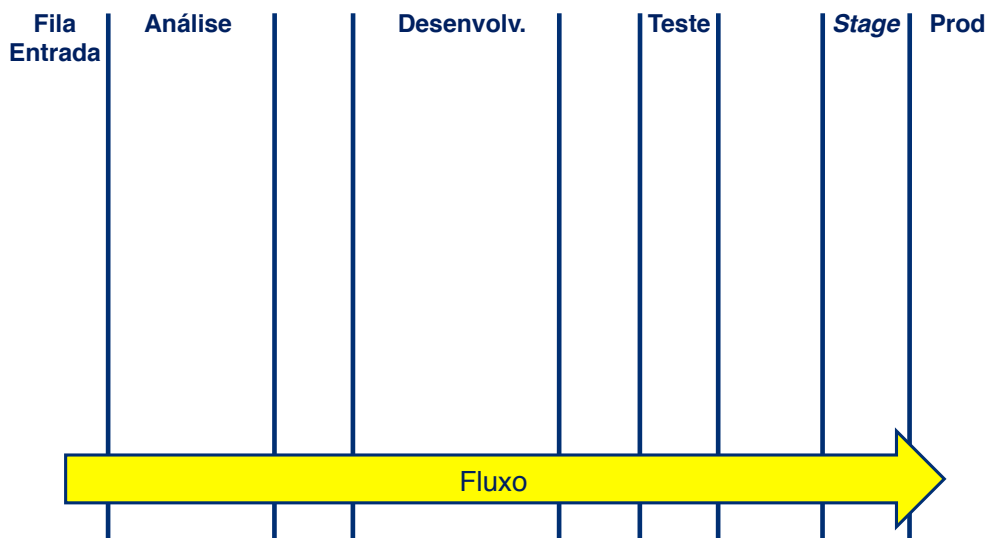 Fila
Entrada
Análise
Desenvolv.
Teste
Stage
Prod
Fluxo